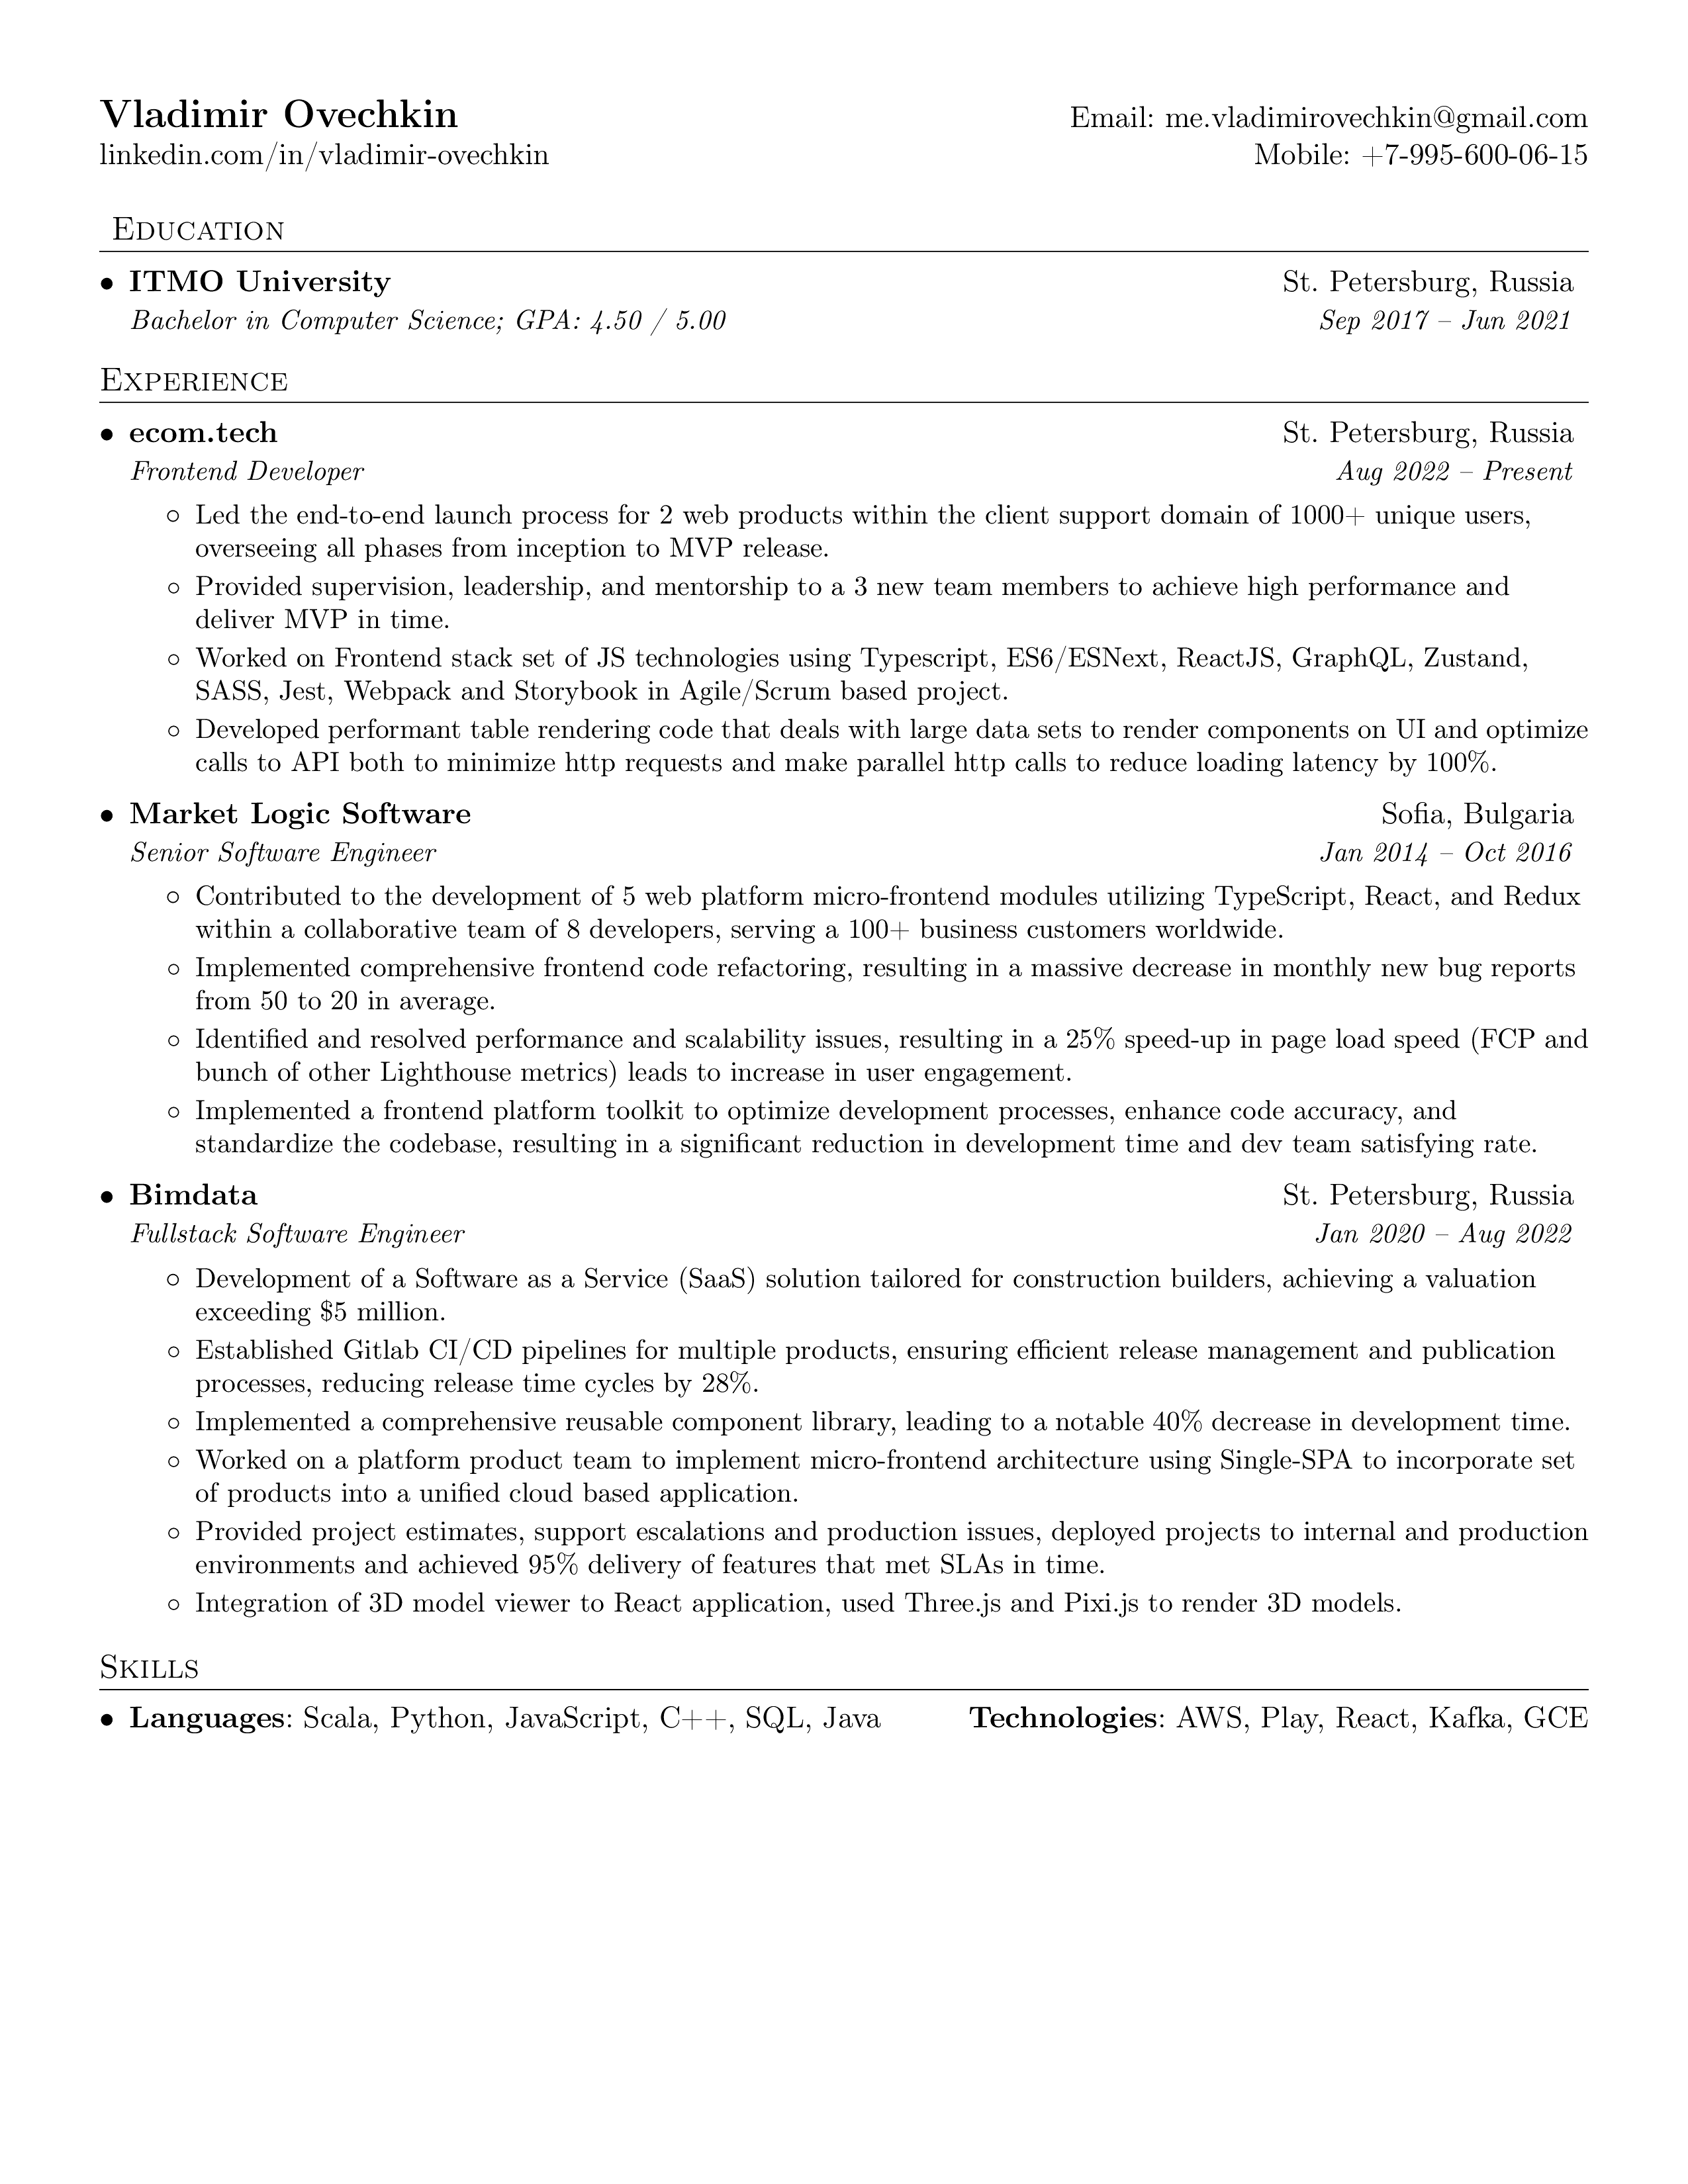 Vladimir Ovechkin
Email: me.vladimirovechkin@gmail.com
linkedin.com/in/vladimir-ovechkin
Mobile: +7-995-600-06-15
Education
• ITMO University
St. Petersburg, Russia
Bachelor in Computer Science; GPA: 4.50 / 5.00
Sep 2017 – Jun 2021
Experience
• ecom.tech
St. Petersburg, Russia
Frontend Developer
Aug 2022 – Present
◦ Led the end-to-end launch process for 2 web products within the client support domain of 1000+ unique users,
overseeing all phases from inception to MVP release.
◦ Provided supervision, leadership, and mentorship to a 3 new team members to achieve high performance and
deliver MVP in time.
◦ Worked on Frontend stack set of JS technologies using Typescript, ES6/ESNext, ReactJS, GraphQL, Zustand,
SASS, Jest, Webpack and Storybook in Agile/Scrum based project.
◦ Developed performant table rendering code that deals with large data sets to render components on UI and optimize
calls to API both to minimize http requests and make parallel http calls to reduce loading latency by 100%.
• Market Logic Software
Sofia, Bulgaria
Senior Software Engineer
Jan 2014 – Oct 2016
◦ Contributed to the development of 5 web platform micro-frontend modules utilizing TypeScript, React, and Redux
within a collaborative team of 8 developers, serving a 100+ business customers worldwide.
◦ Implemented comprehensive frontend code refactoring, resulting in a massive decrease in monthly new bug reports
from 50 to 20 in average.
◦ Identified and resolved performance and scalability issues, resulting in a 25% speed-up in page load speed (FCP and
bunch of other Lighthouse metrics) leads to increase in user engagement.
◦ Implemented a frontend platform toolkit to optimize development processes, enhance code accuracy, and
standardize the codebase, resulting in a significant reduction in development time and dev team satisfying rate.
• Bimdata
St. Petersburg, Russia
Fullstack Software Engineer
Jan 2020 – Aug 2022
◦ Development of a Software as a Service (SaaS) solution tailored for construction builders, achieving a valuation
exceeding $5 million.
◦ Established Gitlab CI/CD pipelines for multiple products, ensuring efficient release management and publication
processes, reducing release time cycles by 28%.
◦ Implemented a comprehensive reusable component library, leading to a notable 40% decrease in development time.
◦ Worked on a platform product team to implement micro-frontend architecture using Single-SPA to incorporate set
of products into a unified cloud based application.
◦ Provided project estimates, support escalations and production issues, deployed projects to internal and production
environments and achieved 95% delivery of features that met SLAs in time.
◦ Integration of 3D model viewer to React application, used Three.js and Pixi.js to render 3D models.
Skills
• Languages: Scala, Python, JavaScript, C++, SQL, Java
Technologies: AWS, Play, React, Kafka, GCE